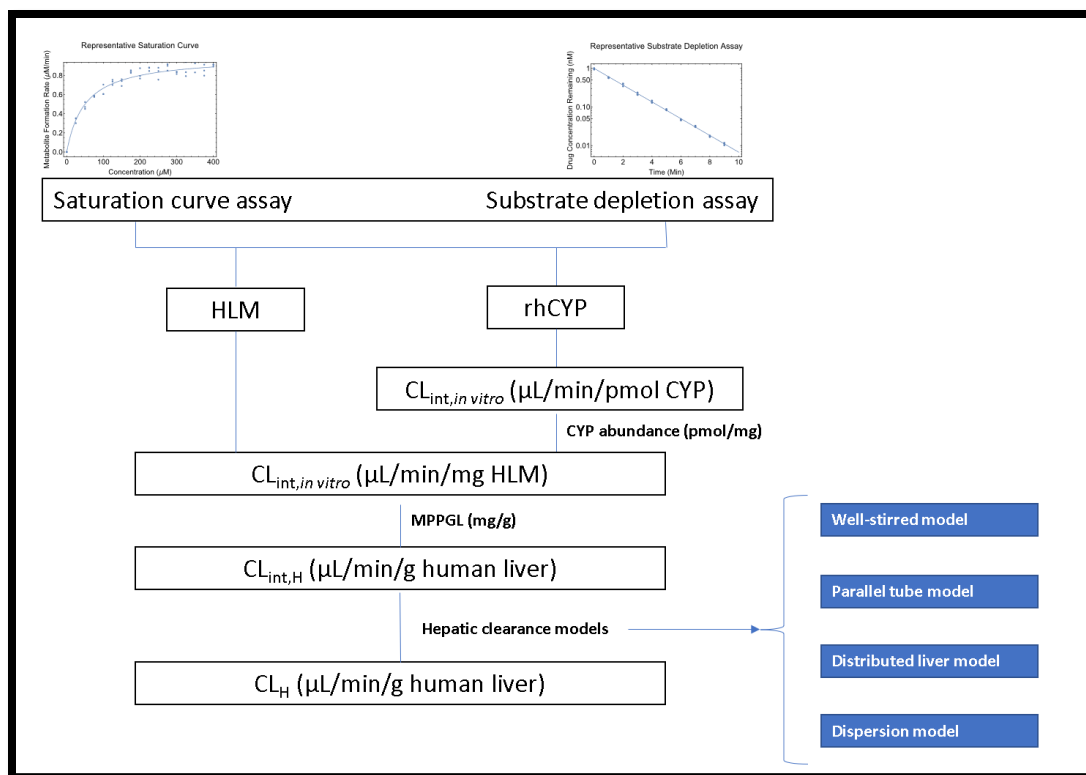 Representative Saturation Curve
Metabolite Formation Rate (µM/min)
0.8
0.6
0.4
0.2
0.0
0
100
200
300
400
Concentration (µM)
Representative Substrate Depletion Assay
Drug Concentration Remaining (nM)
1
0.50
0.10
0.05
0.01
0
2
4
6
8
10
Time (Min)
Saturation curve assay
Substrate depletion assay
HLM
rhCYP
CLint,in vitro (µL/min/pmol CYP)
CYP abundance (pmol/mg)
CLint,in vitro (µL/min/mg HLM)
MPPGL (mg/g)
CLint,H (µL/min/g human liver)
Hepatic clearance models
CLH (µL/min/g human liver)
Well-stirred model
Parallel tube model
Distributed liver model
Dispersion model